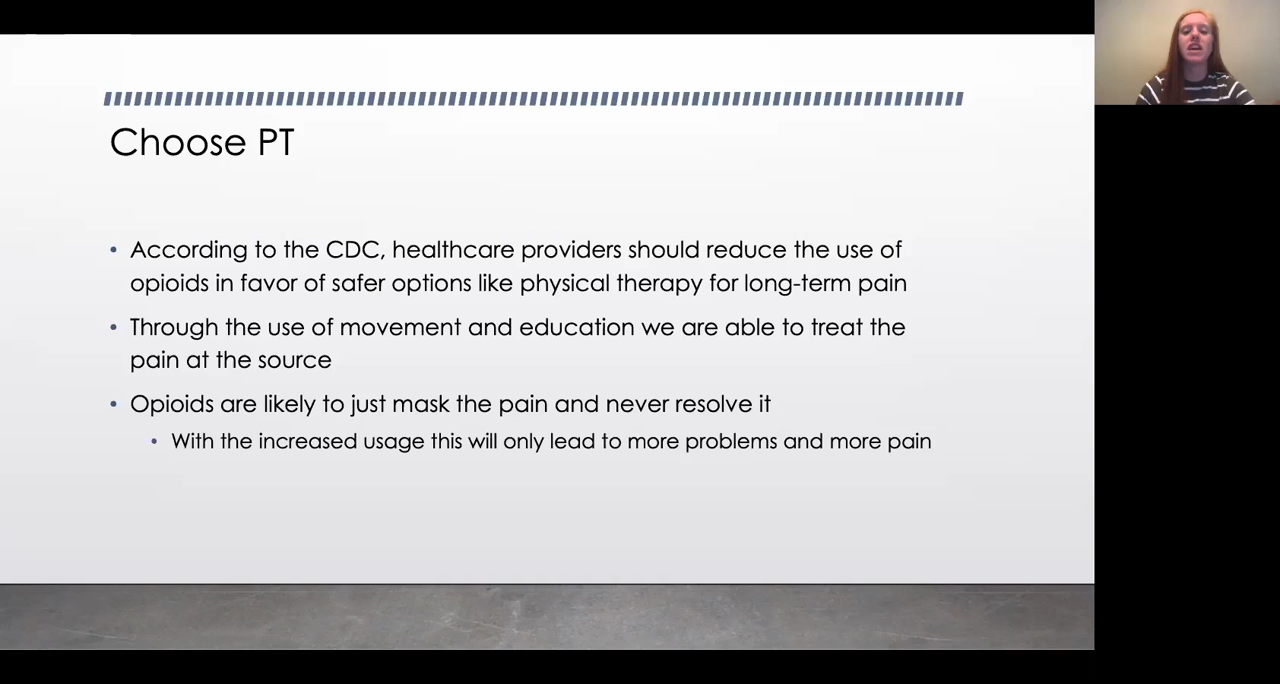 Choose PT
• According to the CDC, healthcare providers should reduce the use of
opioids in favor of safer options like physical therapy for long-term pain
• Through the use of movement and education we are able to treat the
pain at the source
• Opioids are likely to just mask the pain and never resolve it
• With the increased usage this will only lead to more problems and more pain